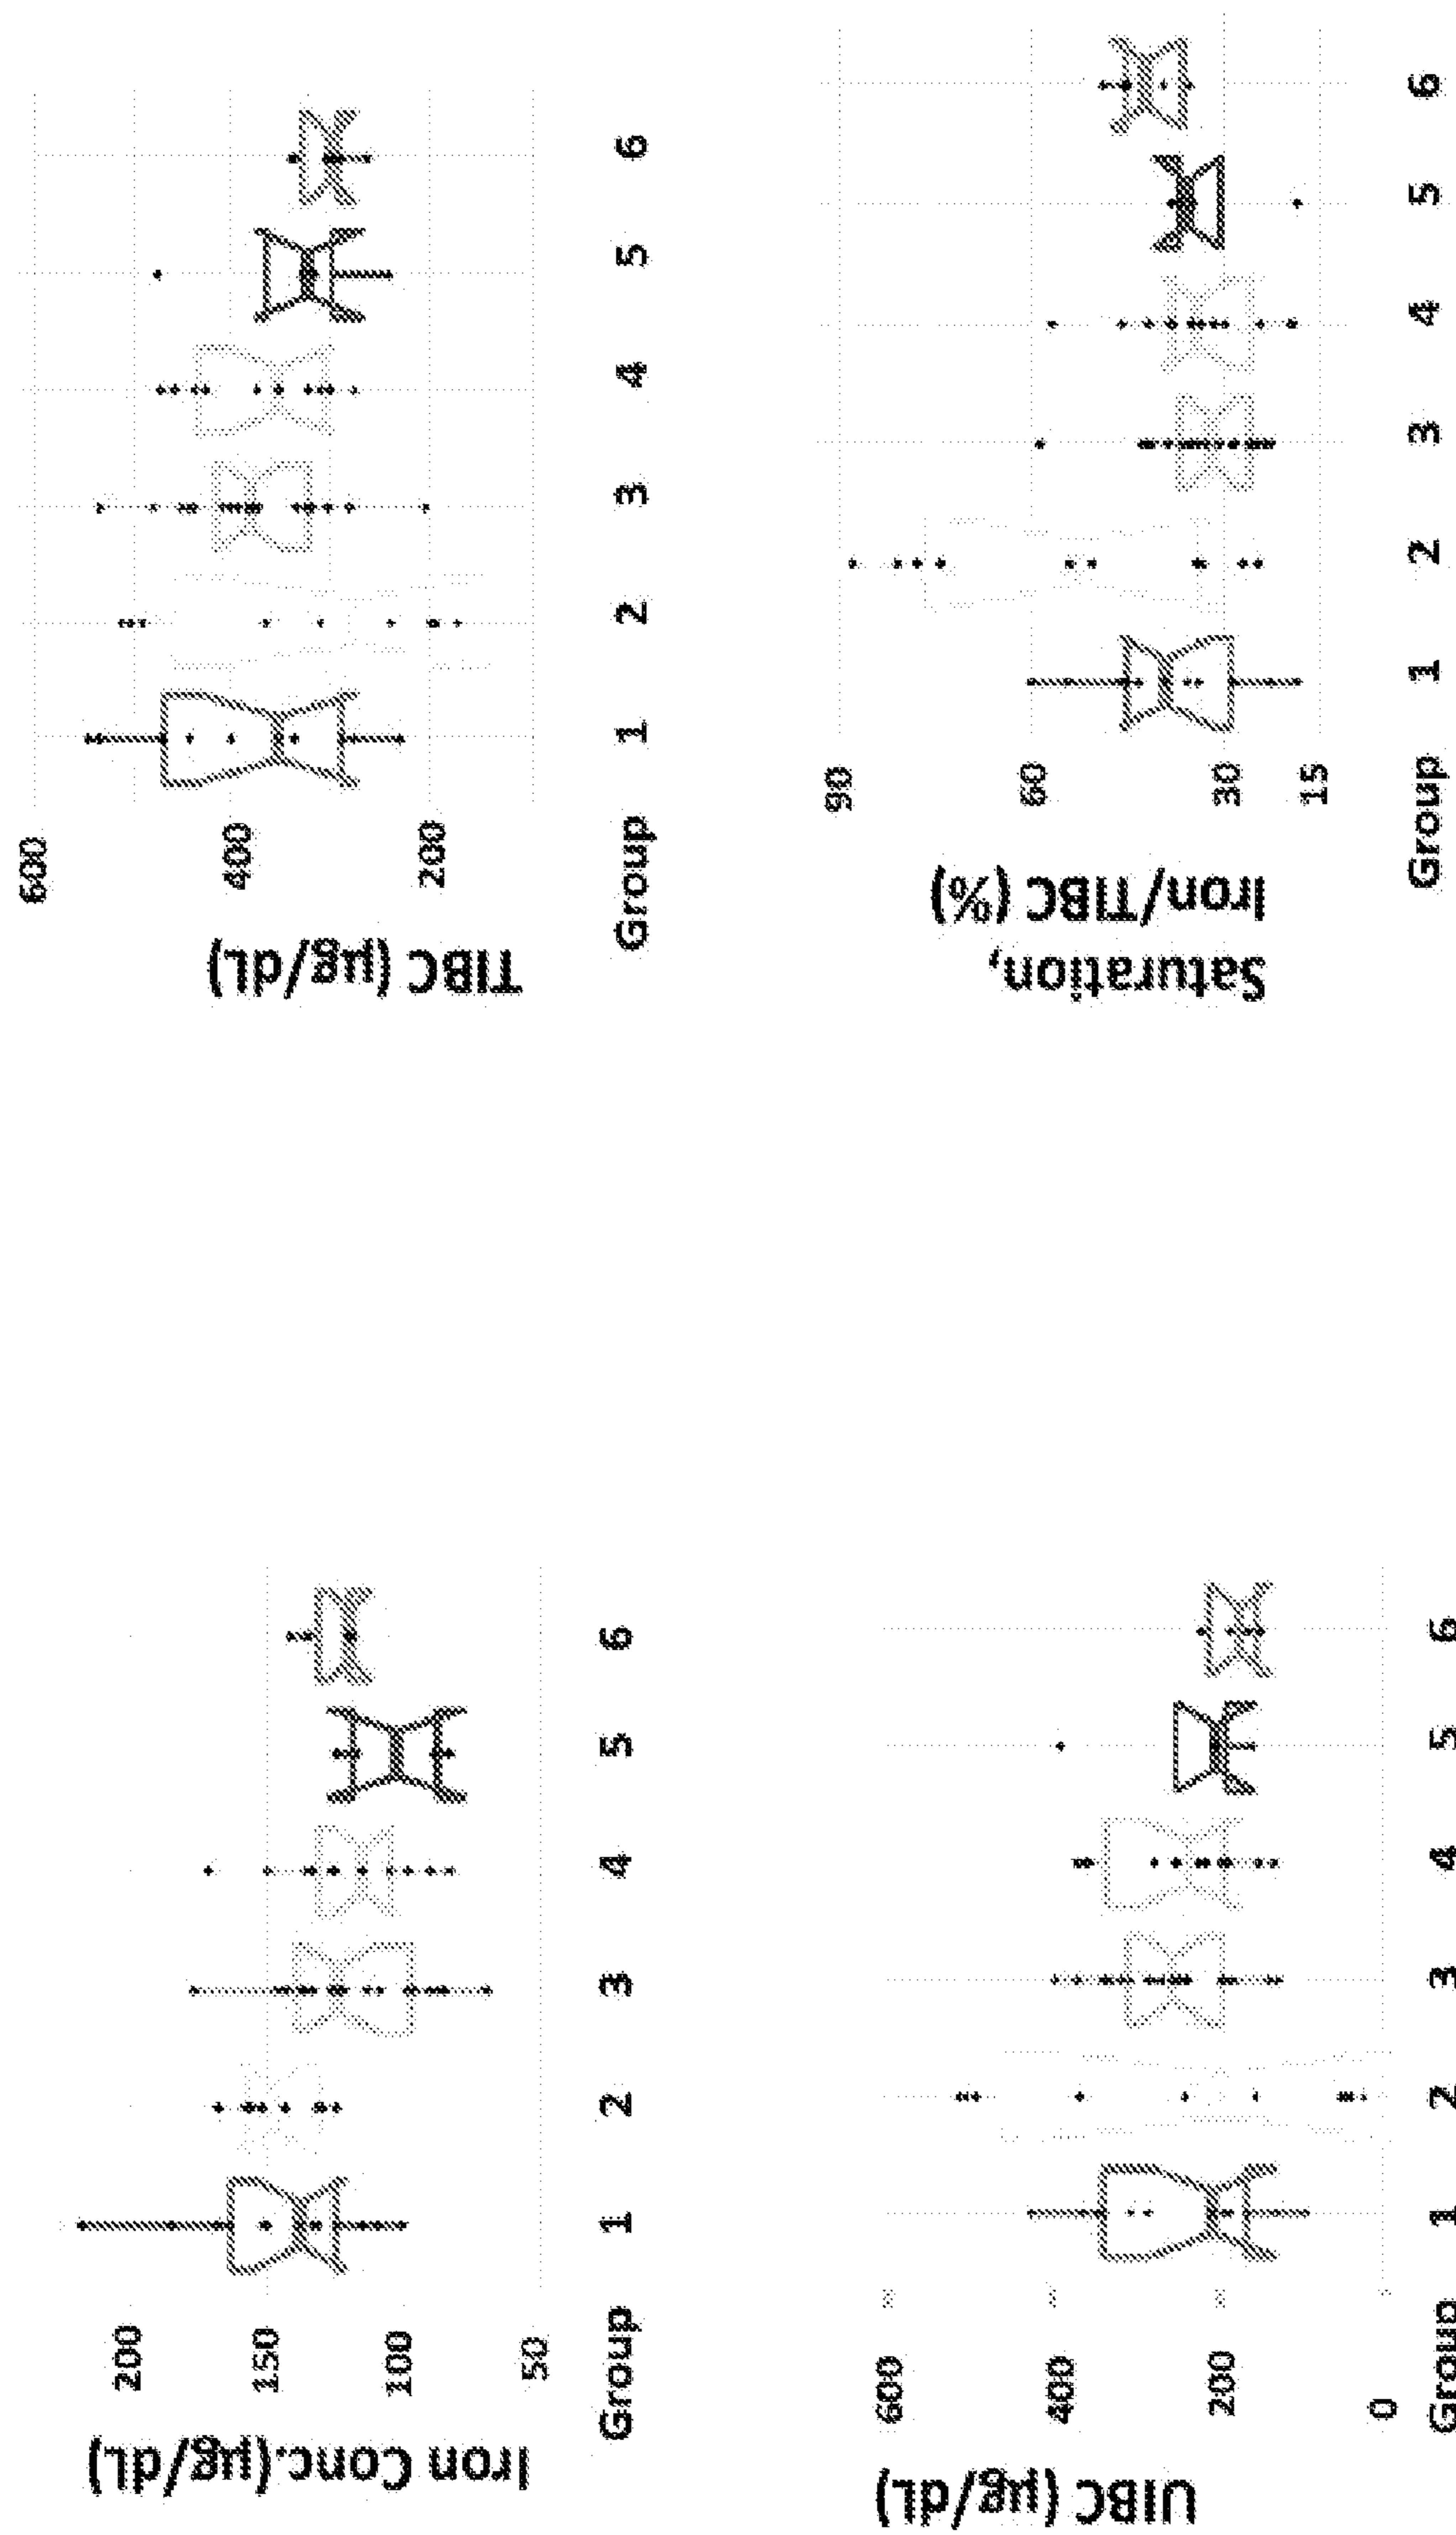 Iron Conc.(µg/dL)
200
150
100
50
Group 1 2 3 4 5 6
TIBC (µg/dL)
600
400
200
Group 1 2 3 4 5 6
UIBC (µg/dL)
600
400
200
0
Group 1 2 3 4 5 6
Saturation,
Iron/TIBC (%)
90
60
30
15
Group 1 2 3 4 5 6